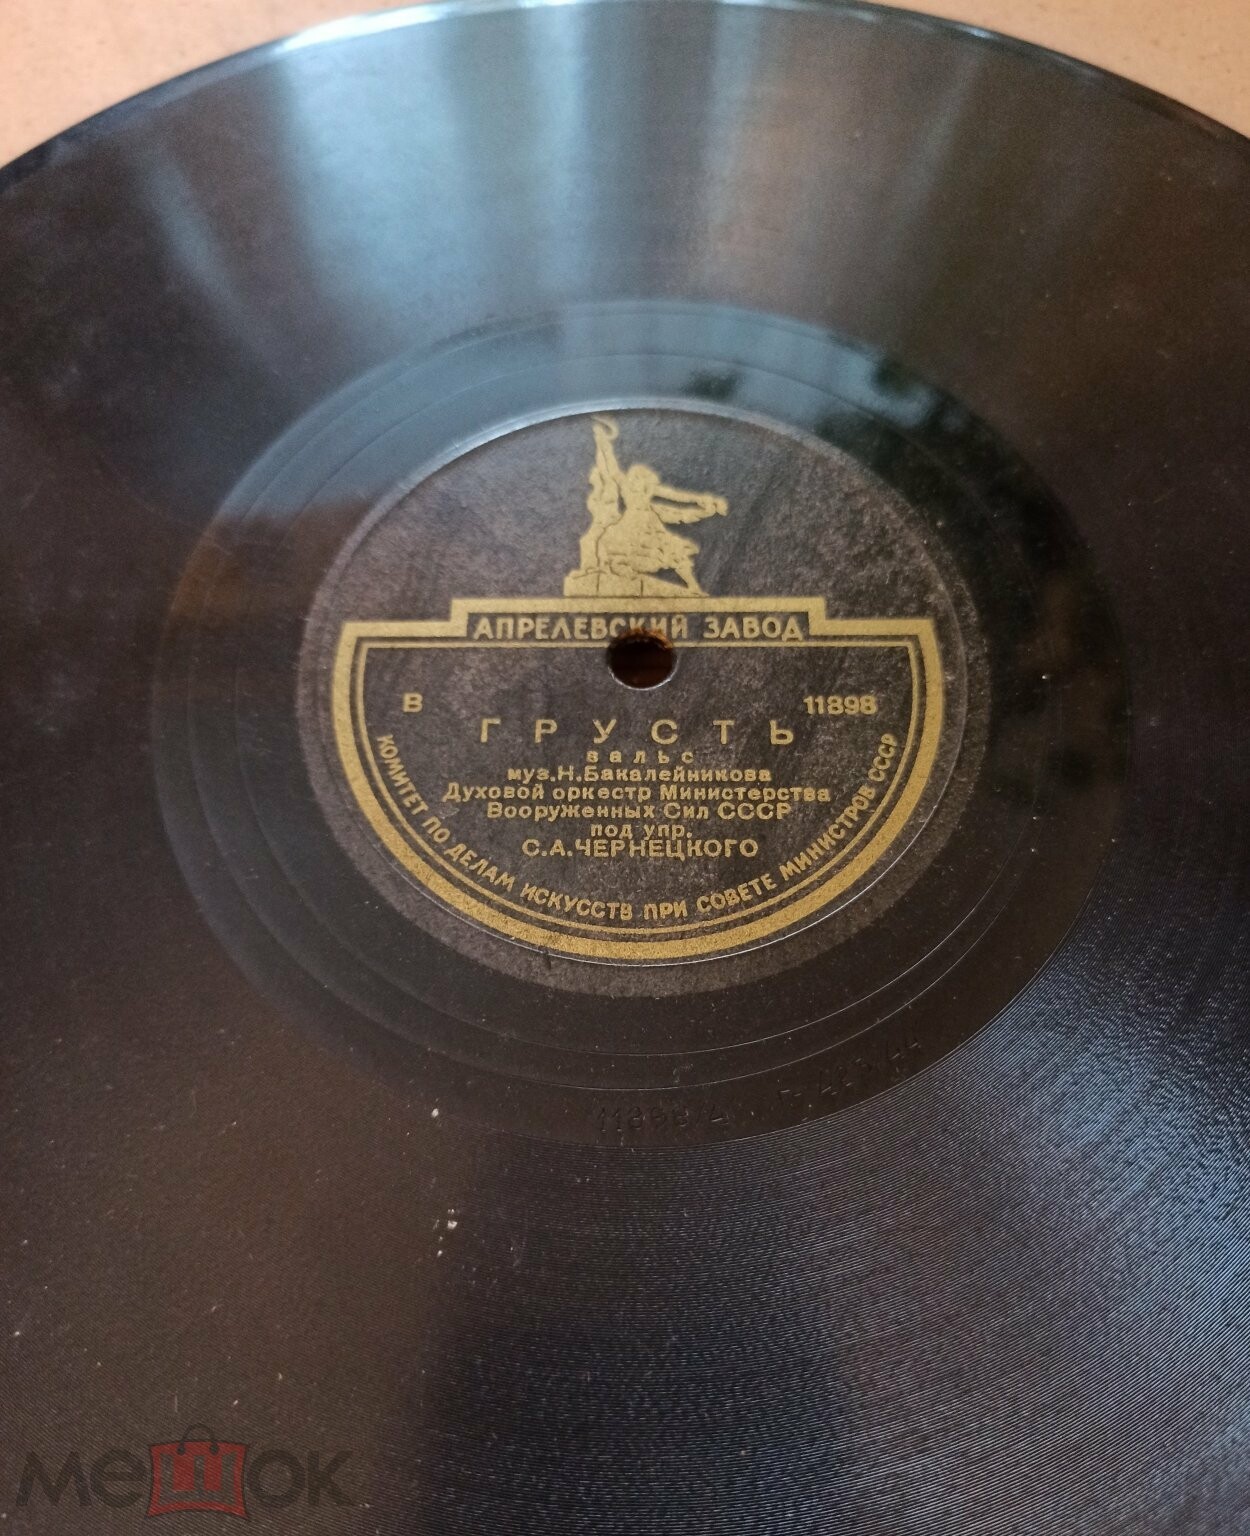 АПРЕЛЕВСКИЙ ЗАВОД
В 11898
ГРУСТЬ
вальс
муз.Н.Бакалейникова
Духовой оркестр Министерства
Вооруженных Сил СССР
под упр.
С.А.ЧЕРНЕЦКОГО
КОМИТЕТ ПО ДЕЛАМ ИСКУССТВ ПРИ СОВЕТЕ МИНИСТРОВ СССР
мешок